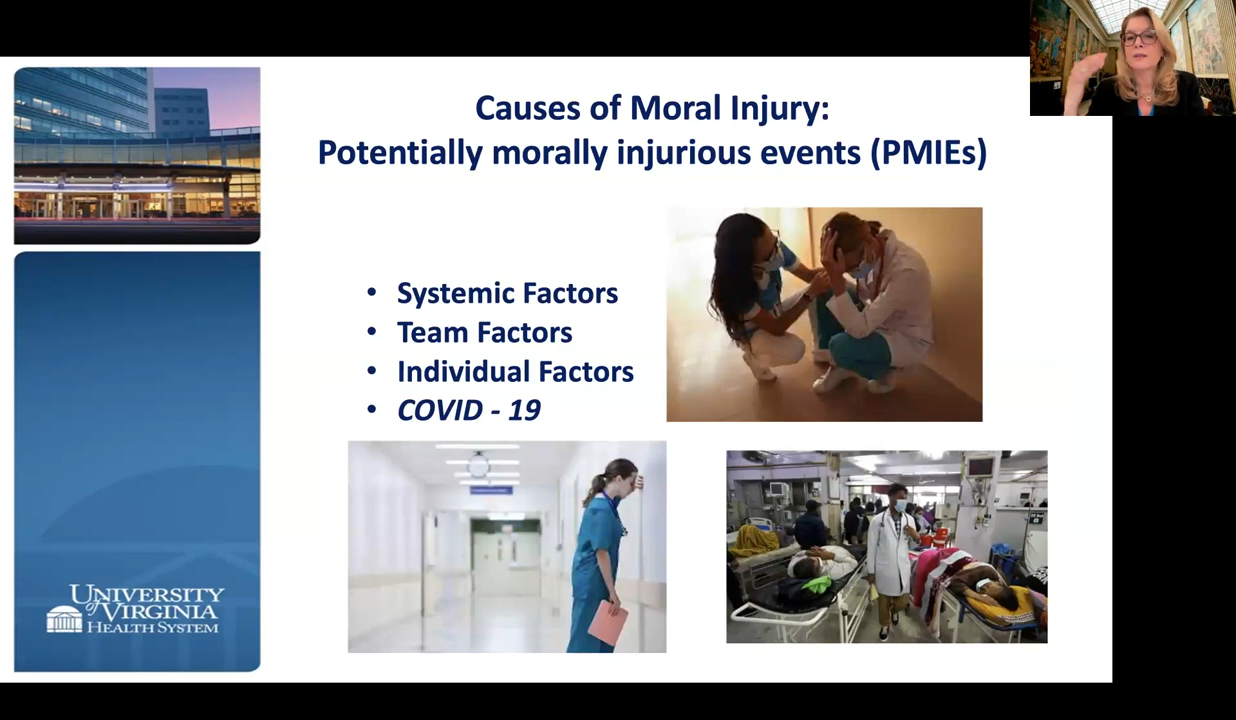 Causes of Moral Injury:
Potentially morally injurious events (PMIEs)
• Systemic Factors
• Team Factors
• Individual Factors
• COVID - 19
UNIVERSITY
of VIRGINIA
HEALTH SYSTEM